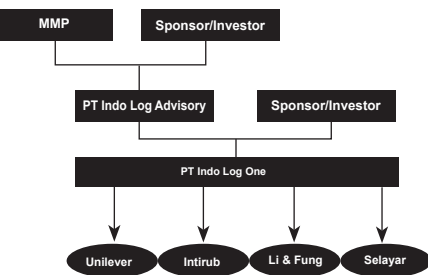 MMP
Sponsor/Investor
PT Indo Log Advisory
Sponsor/Investor
PT Indo Log One
Unilever
Intirub
Li & Fung
Selayar